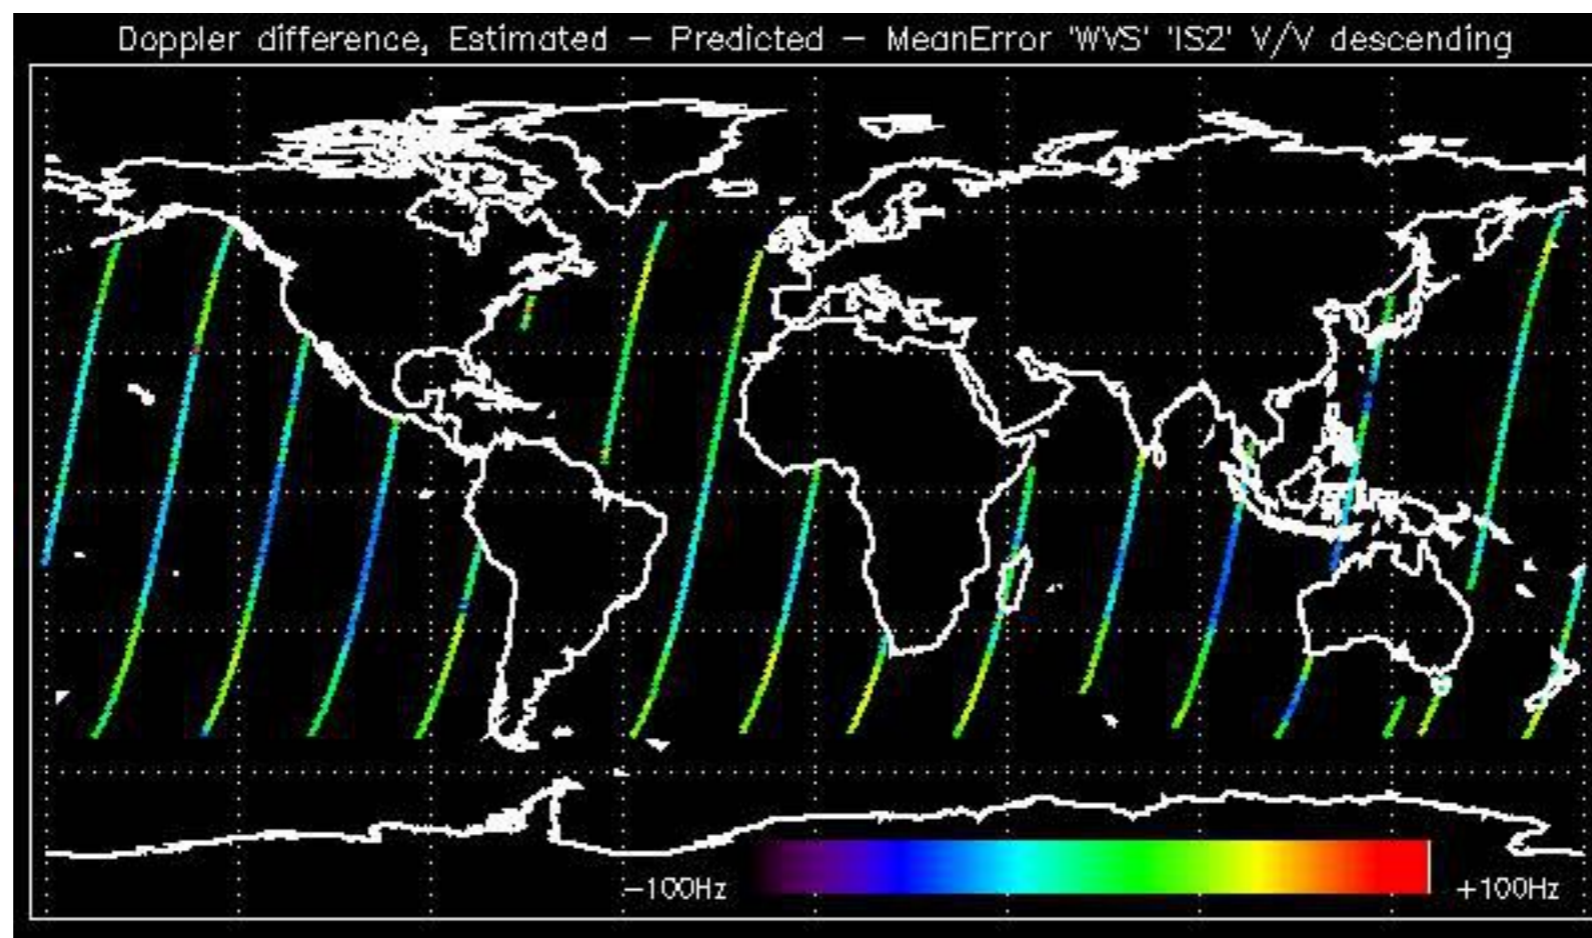 Doppler difference, Estimated – Predicted – MeanError 'WVS' 'IS2' V/V descending
-100Hz
+100Hz